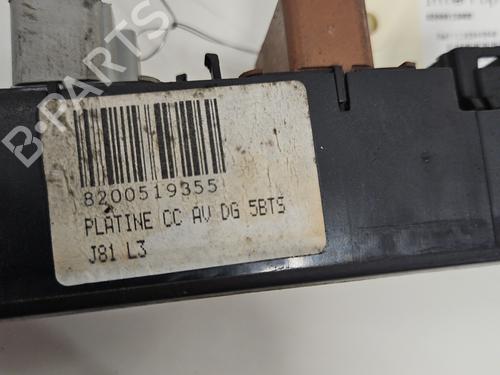 B-PARTS
8200519355
PLATINE CC AV DG 5BTS
J81 L3